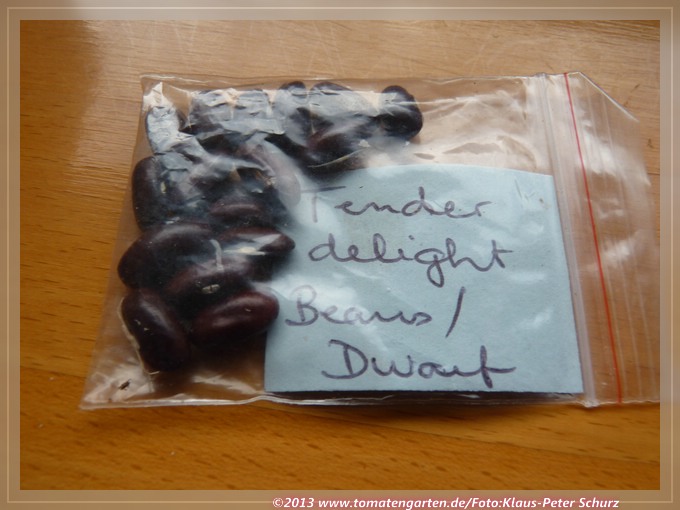 Tender
delight
Beans/
Dwarf
©2013 www.tomatengarten.de/Foto:Klaus-Peter Schurz